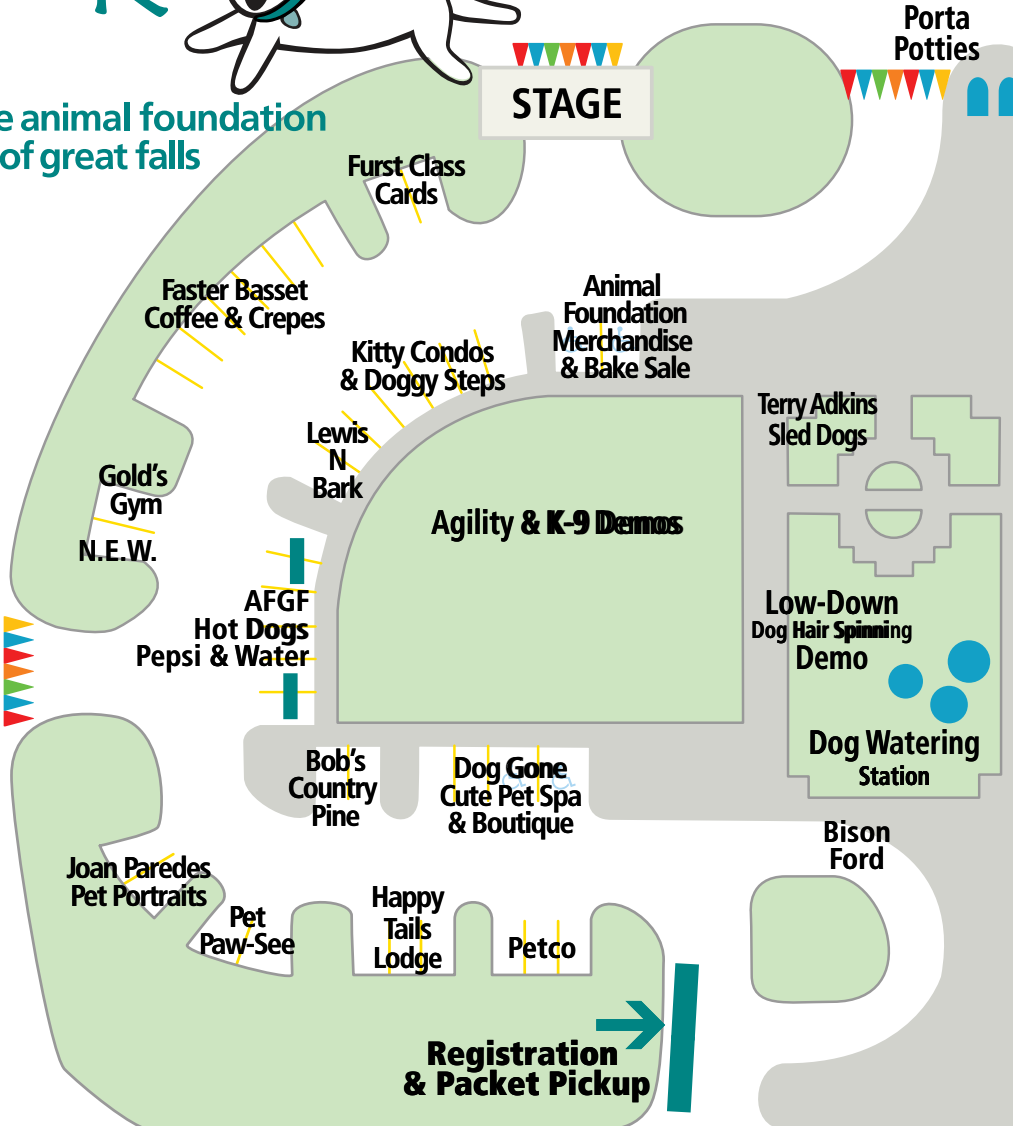 Porta
Potties
STAGE
e animal foundation
of great falls
Furst Class
Cards
Faster Basset
Coffee & Crepes
Animal
Foundation
Merchandise
& Bake Sale
Kitty Condos
& Doggy Steps
Terry Adkins
Sled Dogs
Lewis
N
Bark
Gold's
Gym
N.E.W.
Agility & K-9 Demos
AFGF
Hot Dogs
Pepsi & Water
Low-Down
Dog Hair Spinning
Demo
Dog Watering
Station
Bob's
Country
Pine
Dog Gone
Cute Pet Spa
& Boutique
Bison
Ford
Joan Paredes
Pet Portraits
Pet
Paw-See
Happy
Tails
Lodge
Petco
Registration
& Packet Pickup